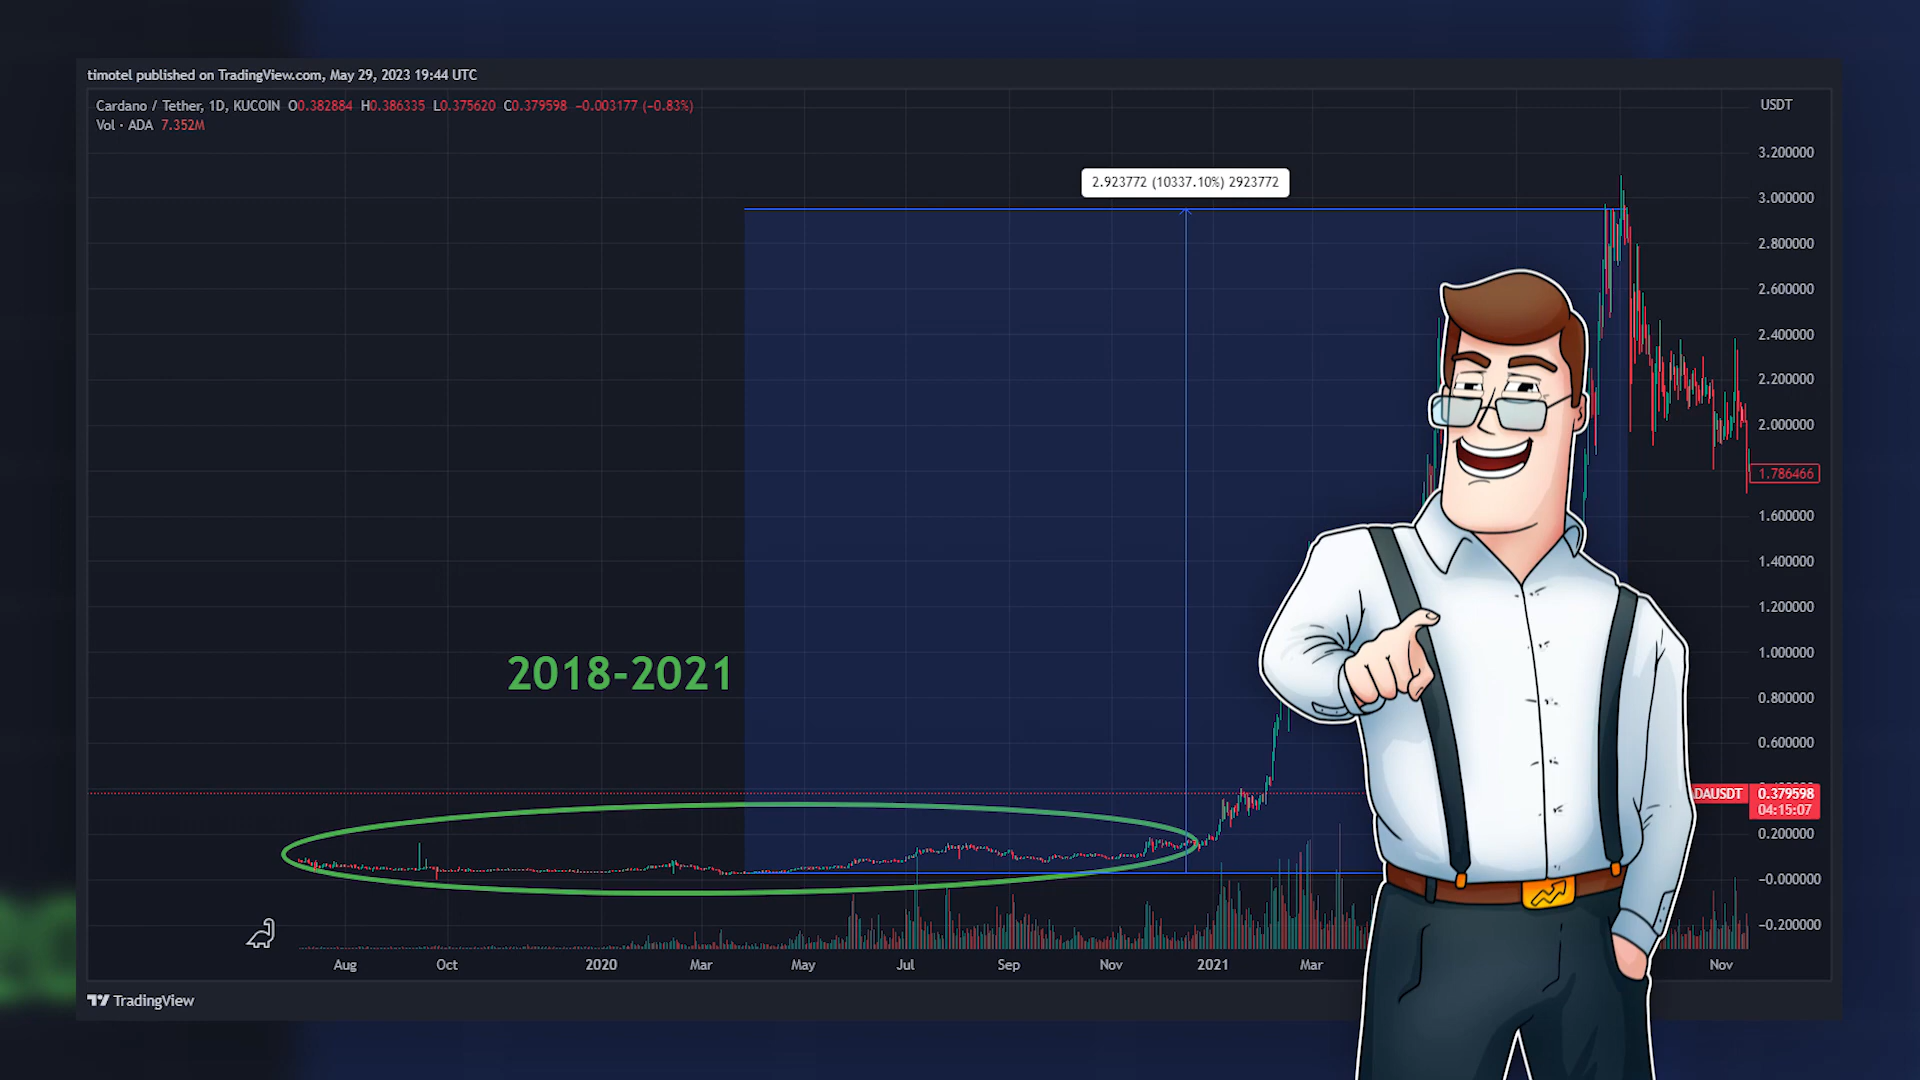 timotel published on TradingView.com, May 29, 2023 19:44 UTC
Cardano / Tether, 1D, KUCOIN O0.382884 H0.386335 L0.375620 C0.379598 −0.003177 (−0.83%)
Vol · ADA 7.352M
USDT
3.200000
2.923772 (10337.10%) 2923772
3.000000
2.800000
2.600000
2.400000
2.200000
2.000000
1.786466
1.600000
1.400000
1.200000
1.000000
2018-2021
0.800000
0.600000
DAUSDT 0.379598
04:15:07
0.200000
−0.000000
−0.200000
Aug Oct 2020 Mar May Jul Sep Nov 2021 Mar Nov
TradingView